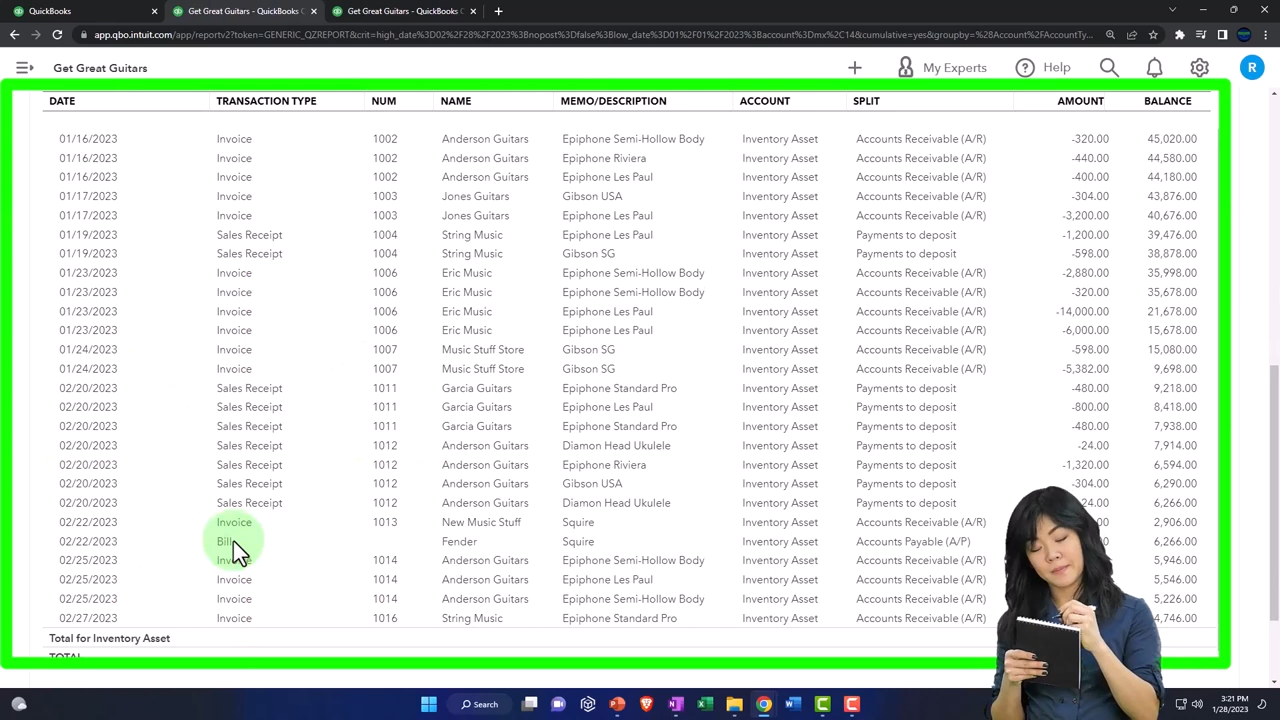 QuickBooks
Get Great Guitars - QuickBooks C
Get Great Guitars - QuickBooks C
app.qbo.intuit.com/app/reportv2?token=GENERIC_QZREPORT&crit=high_date%3D02%2F28%2F2023%3Bnopost%3Dfalse%3Blow_date%3D01%2F01%2F2023%3Baccount%3Dmx%2C14&cumulative=yes&groupby=%28Account%2FAccountTy...
Get Great Guitars My Experts Help R
DATE TRANSACTION TYPE NUM NAME MEMO/DESCRIPTION ACCOUNT SPLIT AMOUNT BALANCE
01/16/2023 Invoice 1002 Anderson Guitars Epiphone Semi-Hollow Body Inventory Asset Accounts Receivable (A/R) -320.00 45,020.00
01/16/2023 Invoice 1002 Anderson Guitars Epiphone Riviera Inventory Asset Accounts Receivable (A/R) -440.00 44,580.00
01/16/2023 Invoice 1002 Anderson Guitars Epiphone Les Paul Inventory Asset Accounts Receivable (A/R) -400.00 44,180.00
01/17/2023 Invoice 1003 Jones Guitars Gibson USA Inventory Asset Accounts Receivable (A/R) -304.00 43,876.00
01/17/2023 Invoice 1003 Jones Guitars Epiphone Les Paul Inventory Asset Accounts Receivable (A/R) -3,200.00 40,676.00
01/19/2023 Sales Receipt 1004 String Music Epiphone Les Paul Inventory Asset Payments to deposit -1,200.00 39,476.00
01/19/2023 Sales Receipt 1004 String Music Gibson SG Inventory Asset Payments to deposit -598.00 38,878.00
01/23/2023 Invoice 1006 Eric Music Epiphone Semi-Hollow Body Inventory Asset Accounts Receivable (A/R) -2,880.00 35,998.00
01/23/2023 Invoice 1006 Eric Music Epiphone Semi-Hollow Body Inventory Asset Accounts Receivable (A/R) -320.00 35,678.00
01/23/2023 Invoice 1006 Eric Music Epiphone Les Paul Inventory Asset Accounts Receivable (A/R) -14,000.00 21,678.00
01/23/2023 Invoice 1006 Eric Music Epiphone Les Paul Inventory Asset Accounts Receivable (A/R) -6,000.00 15,678.00
01/24/2023 Invoice 1007 Music Stuff Store Gibson SG Inventory Asset Accounts Receivable (A/R) -598.00 15,080.00
01/24/2023 Invoice 1007 Music Stuff Store Gibson SG Inventory Asset Accounts Receivable (A/R) -5,382.00 9,698.00
02/20/2023 Sales Receipt 1011 Garcia Guitars Epiphone Standard Pro Inventory Asset Payments to deposit -480.00 9,218.00
02/20/2023 Sales Receipt 1011 Garcia Guitars Epiphone Les Paul Inventory Asset Payments to deposit -800.00 8,418.00
02/20/2023 Sales Receipt 1011 Garcia Guitars Epiphone Standard Pro Inventory Asset Payments to deposit -480.00 7,938.00
02/20/2023 Sales Receipt 1012 Anderson Guitars Diamon Head Ukulele Inventory Asset Payments to deposit -24.00 7,914.00
02/20/2023 Sales Receipt 1012 Anderson Guitars Epiphone Riviera Inventory Asset Payments to deposit -1,320.00 6,594.00
02/20/2023 Sales Receipt 1012 Anderson Guitars Gibson USA Inventory Asset Payments to deposit -304.00 6,290.00
02/20/2023 Sales Receipt 1012 Anderson Guitars Diamon Head Ukulele Inventory Asset Payments to deposit 24.00 6,266.00
02/22/2023 Invoice 1013 New Music Stuff Squire Inventory Asset Accounts Receivable (A/R) 2,906.00
02/22/2023 Bill Fender Squire Inventory Asset Accounts Payable (A/P) 6,266.00
02/25/2023 Invoice 1014 Anderson Guitars Epiphone Semi-Hollow Body Inventory Asset Accounts Receivable (A/R) 5,946.00
02/25/2023 Invoice 1014 Anderson Guitars Epiphone Les Paul Inventory Asset Accounts Receivable (A/R) 5,546.00
02/25/2023 Invoice 1014 Anderson Guitars Epiphone Semi-Hollow Body Inventory Asset Accounts Receivable (A/R) 5,226.00
02/27/2023 Invoice 1016 String Music Epiphone Standard Pro Inventory Asset Accounts Receivable (A/R) 4,746.00
Total for Inventory Asset
TOTAL
Search
3:21 PM
1/28/2023